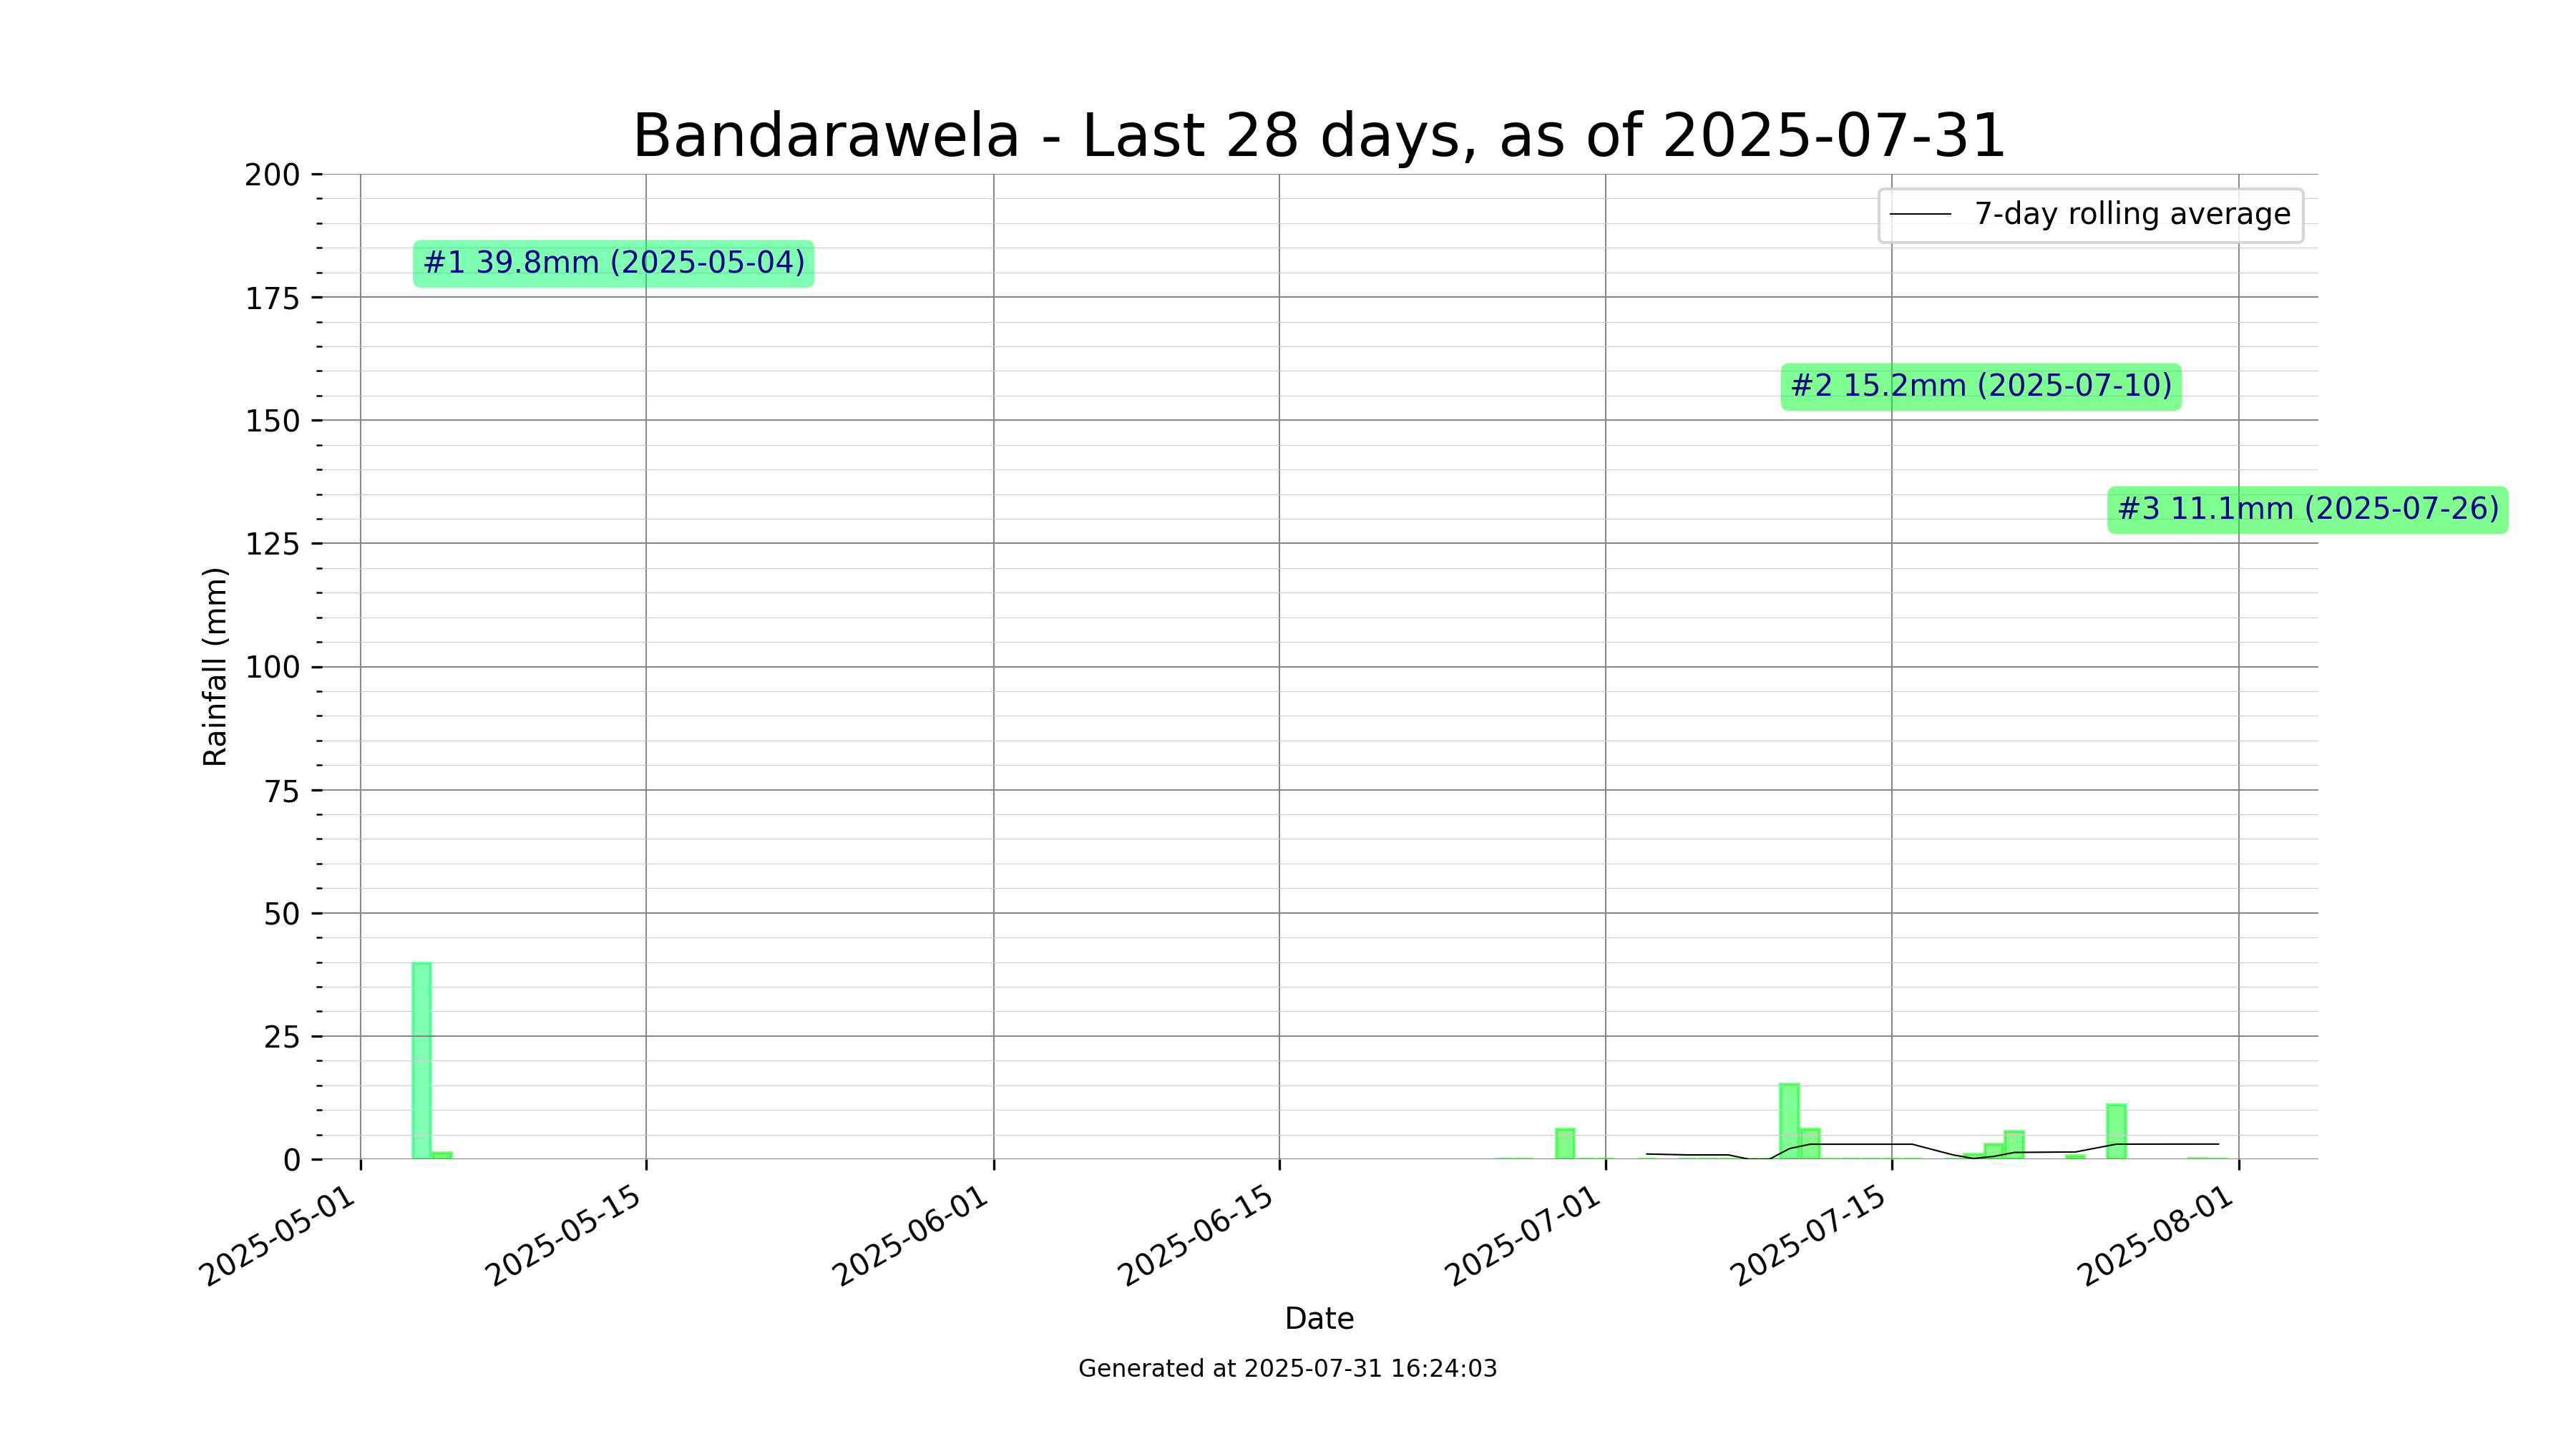 Bandarawela - Last 28 days, as of 2025-07-31
200
175
150
125
100
75
50
25
0
Rainfall (mm)
7-day rolling average
#1 39.8mm (2025-05-04)
#2 15.2mm (2025-07-10)
#3 11.1mm (2025-07-26)
2025-05-01
2025-05-15
2025-06-01
2025-06-15
2025-07-01
2025-07-15
2025-08-01
Date
Generated at 2025-07-31 16:24:03